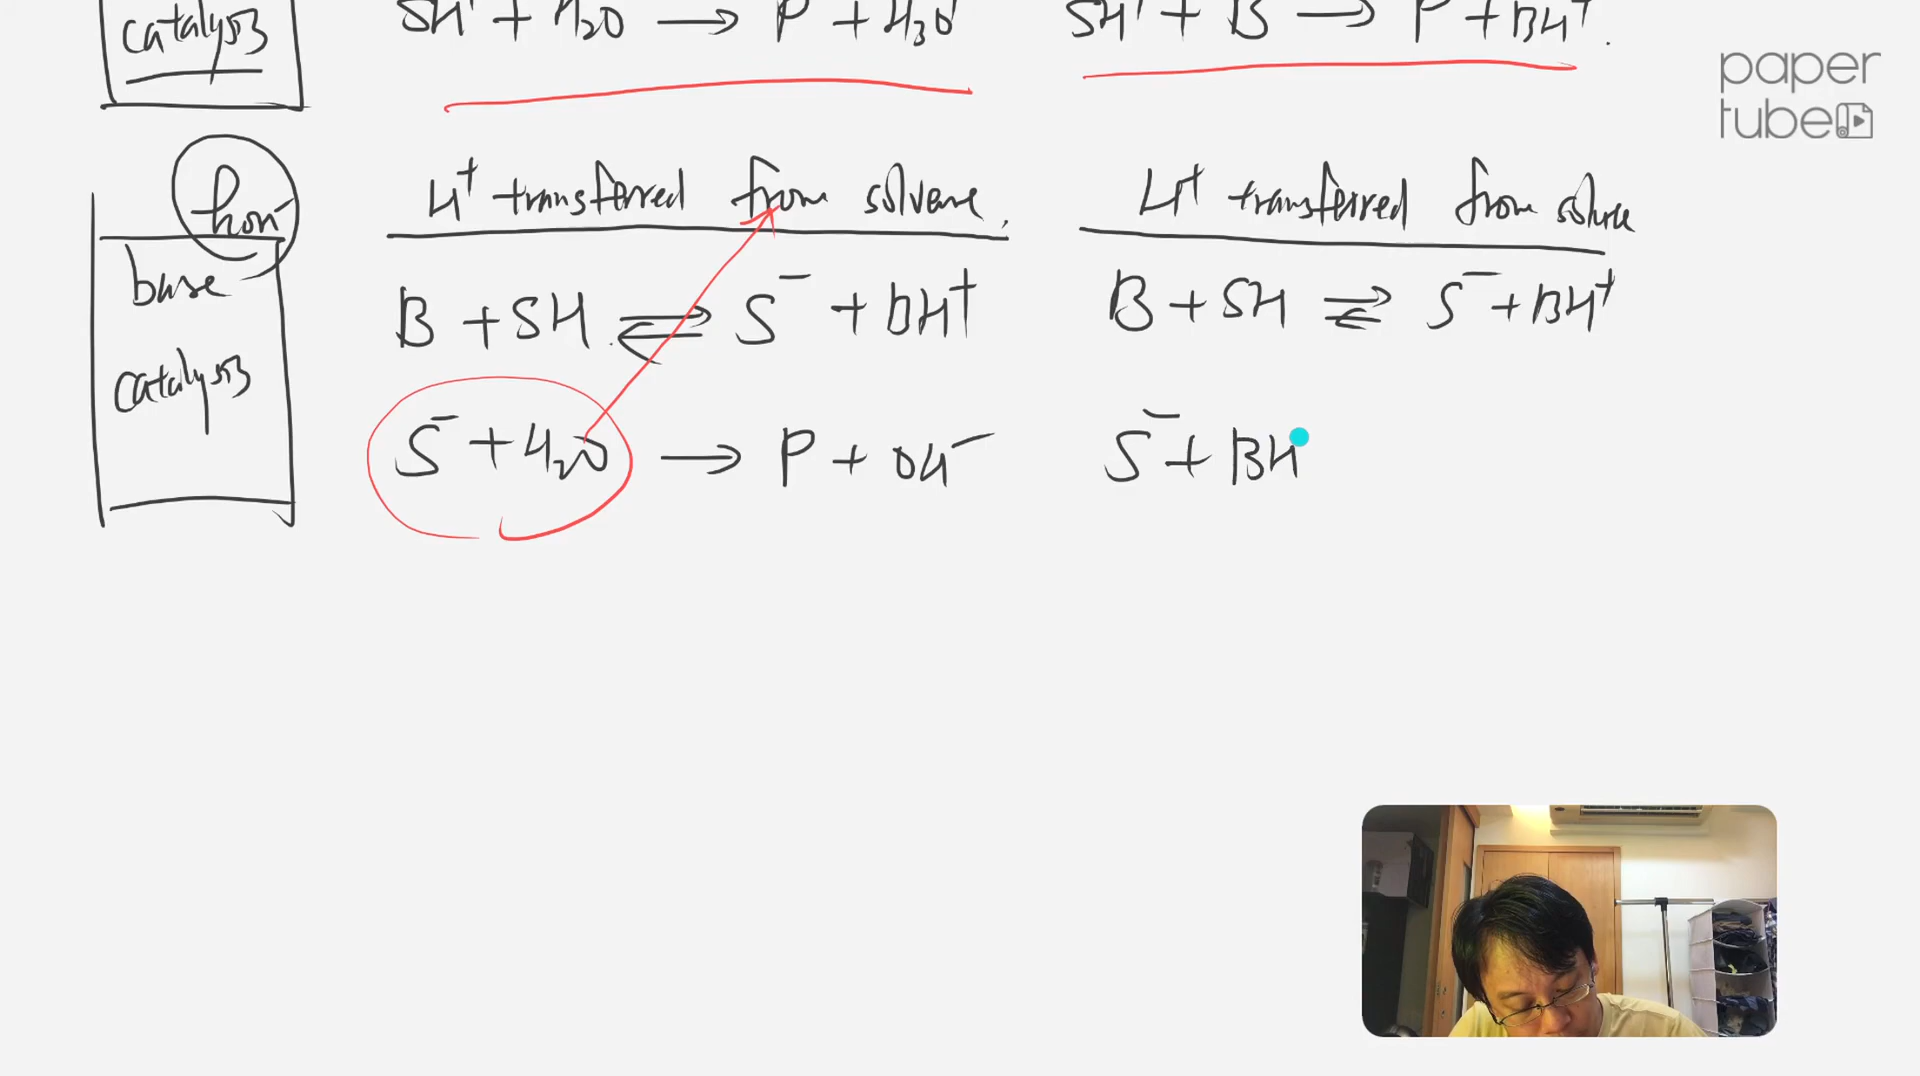 catalysis
SH⁺ + H₂O → P + H₃O⁺
SH⁺ + B → P + BH⁺.
paper
tube
H⁺ transferred from solvent.
H⁺ transferred from solute
base
catalysis
B + SH ⇌ S⁻ + BH⁺
B + SH ⇌ S⁻ + BH⁺
S⁻ + H₂O → P + OH⁻
S⁻ + BH